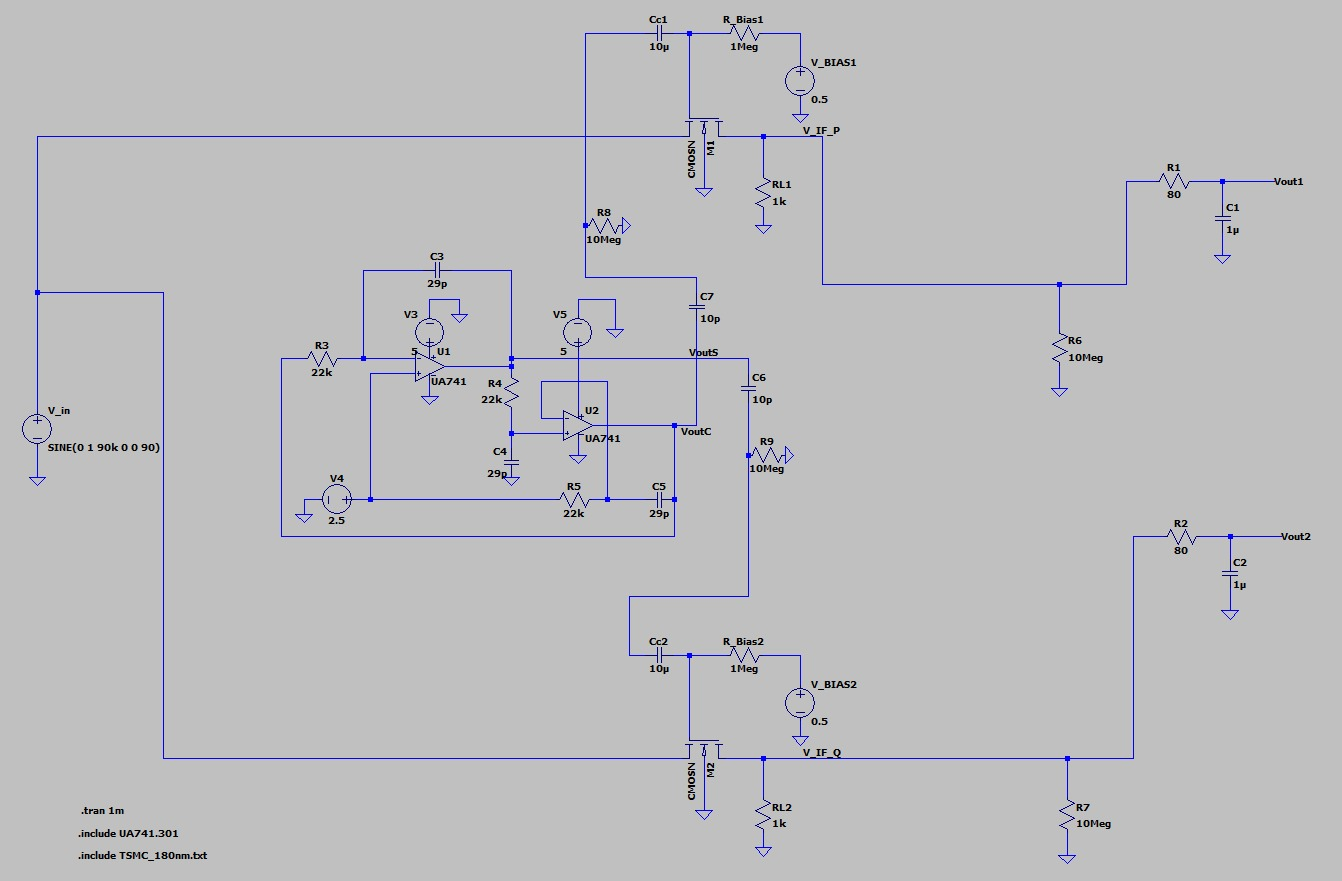 Cc1
10µ
R_Bias1
1Meg
V_BIAS1
0.5
CMOSN
M1
V_IF_P
RL1
1k
R1
80
Vout1
C1
1µ
R8
10Meg
C3
29p
V3
5
U1
UA741
V5
5
C7
10p
R3
22k
VoutS
R6
10Meg
R4
22k
C6
10p
U2
UA741
VoutC
V_in
SINE(0 1 90k 0 0 90)
R9
10Meg
C4
29p
V4
2.5
R5
22k
C5
29p
R2
80
Vout2
C2
1µ
Cc2
10µ
R_Bias2
1Meg
V_BIAS2
0.5
CMOSN
M2
V_IF_Q
RL2
1k
R7
10Meg
.tran 1m
.include UA741.301
.include TSMC_180nm.txt